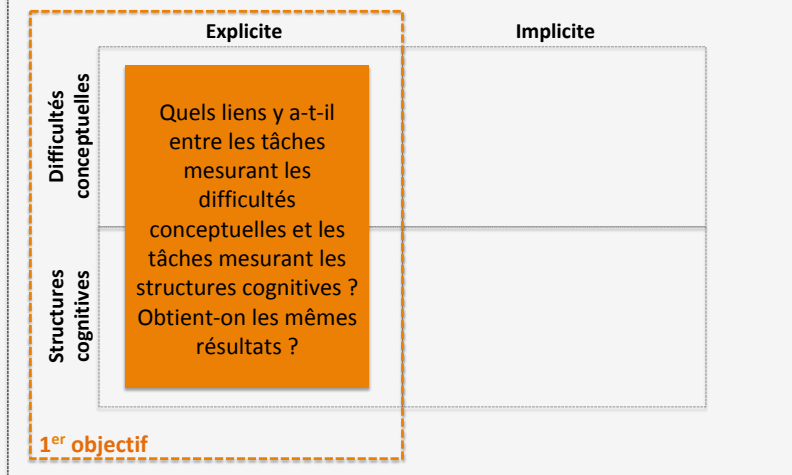 Explicite
Implicite
Difficultés
conceptuelles
Quels liens y a-t-il
entre les tâches
mesurant les
difficultés
conceptuelles et les
tâches mesurant les
structures cognitives ?
Obtient-on les mêmes
résultats ?
Structures
cognitives
1er objectif